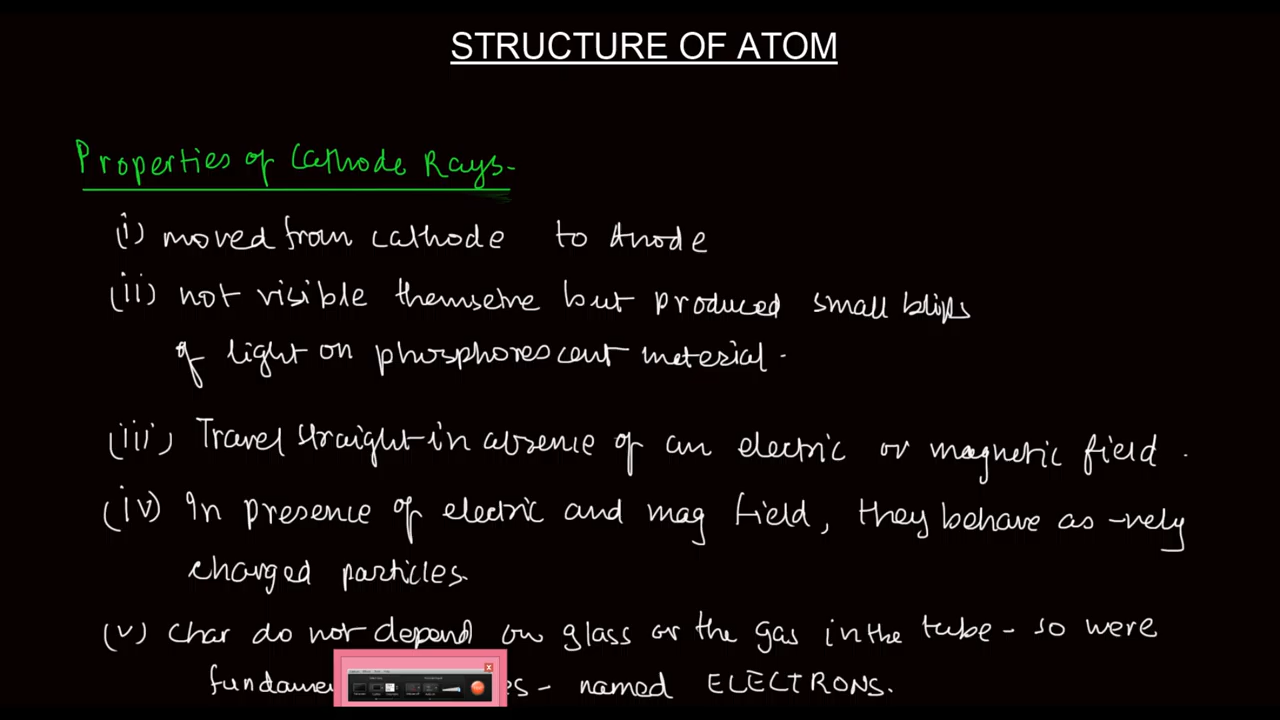 STRUCTURE OF ATOM
Properties of Cathode Rays-
(i) moved from cathode to Anode
(ii) not visible themselve but produced small blips
of light on phosphorescent material.
(iii) Travel straight in absence of an electric or magnetic field.
(iv) In presence of electric and mag field, they behave as -vely
charged particles.
(v) Char do not depend on glass or the gas in the tube - so were
- named ELECTRONS.